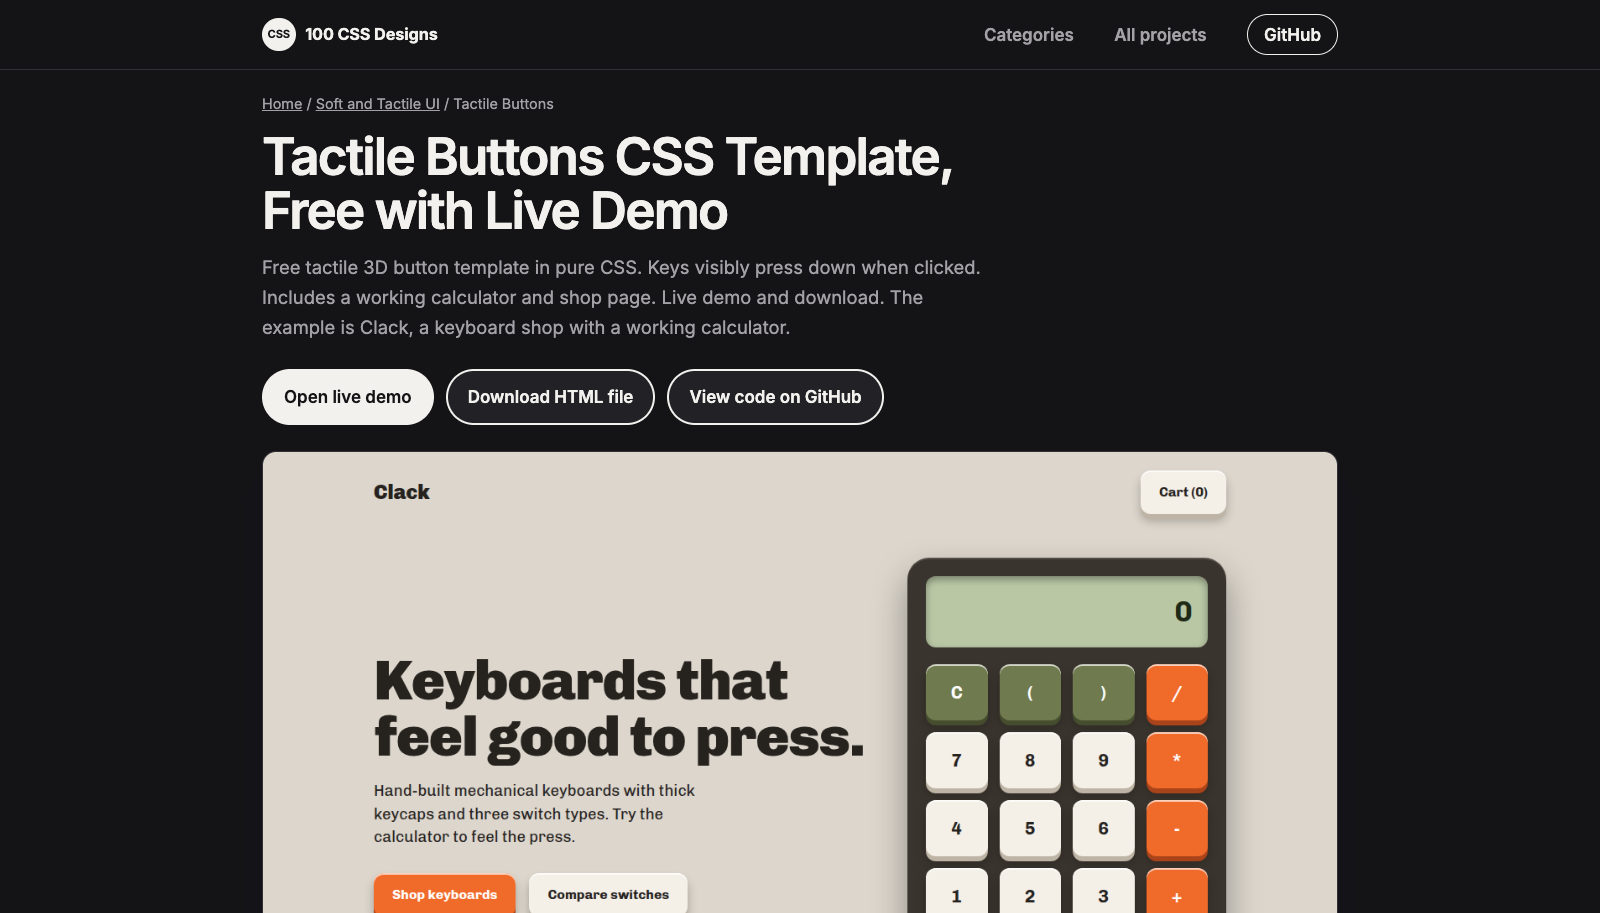 CSS 100 CSS Designs
Categories All projects GitHub
Home / Soft and Tactile UI / Tactile Buttons
Tactile Buttons CSS Template,
Free with Live Demo
Free tactile 3D button template in pure CSS. Keys visibly press down when clicked.
Includes a working calculator and shop page. Live demo and download. The
example is Clack, a keyboard shop with a working calculator.
Open live demo Download HTML file View code on GitHub
Clack
Cart (0)
0
C ( ) /
7 8 9 *
4 5 6 -
1 2 3 +
Keyboards that
feel good to press.
Hand-built mechanical keyboards with thick
keycaps and three switch types. Try the
calculator to feel the press.
Shop keyboards Compare switches